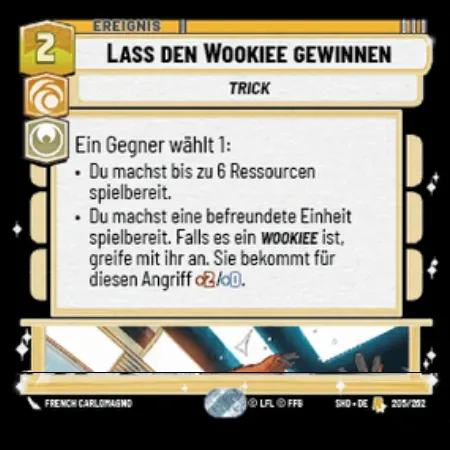 EREIGNIS
2
LASS DEN WOOKIEE GEWINNEN
TRICK
Ein Gegner wählt 1:
• Du machst bis zu 6 Ressourcen
spielbereit.
• Du machst eine befreundete Einheit
spielbereit. Falls es ein WOOKIEE ist,
greife mit ihr an. Sie bekommt für
diesen Angriff +2/+0.
FRENCH CARLOMAGNO
© LFL © FFG
SHD • DE
205/262